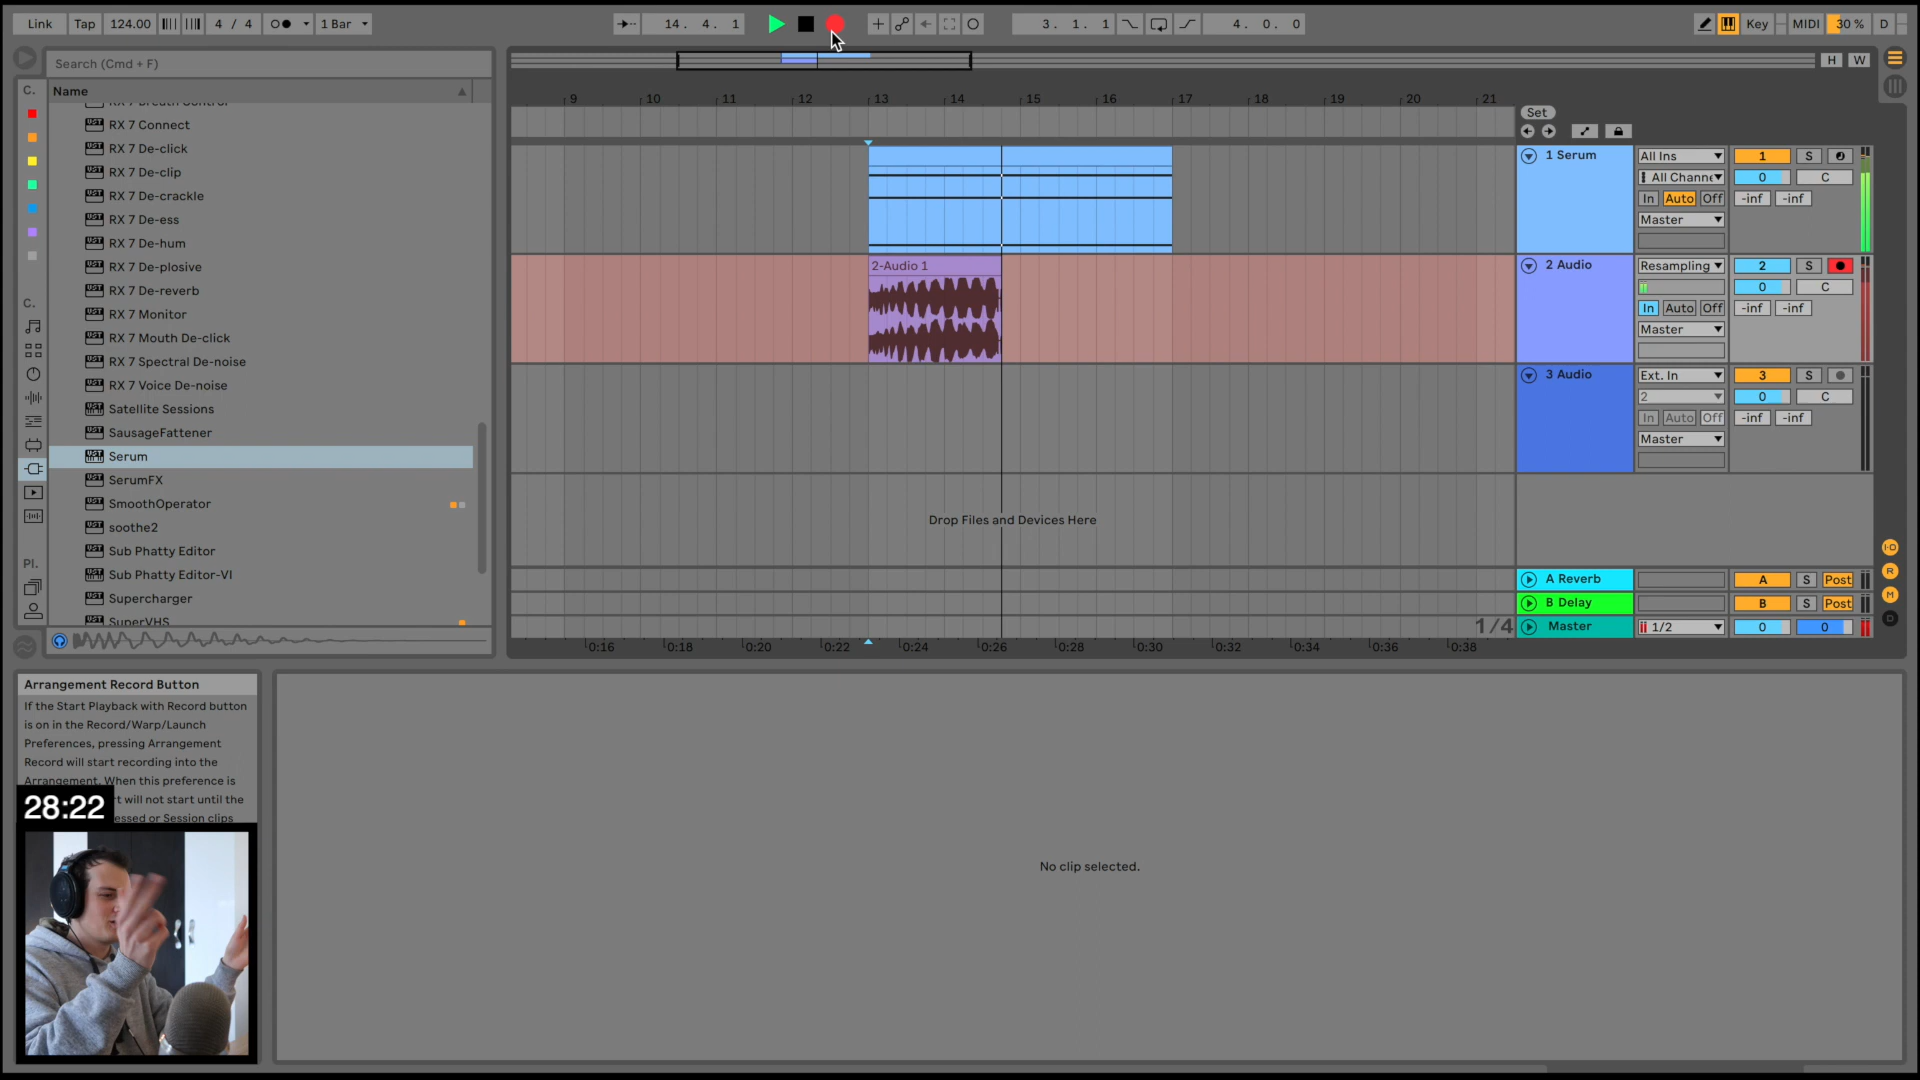 Link Tap 124.00 4 / 4 1 Bar 14. 4. 1 3. 1. 1 4. 0. 0 Key MIDI 30 % D
Search (Cmd + F)
H W
C. Name
RX 7 Breath Control
RX 7 Connect
RX 7 De-click
RX 7 De-clip
RX 7 De-crackle
RX 7 De-ess
RX 7 De-hum
RX 7 De-plosive
RX 7 De-reverb
C.
RX 7 Monitor
RX 7 Mouth De-click
RX 7 Spectral De-noise
RX 7 Voice De-noise
Satellite Sessions
SausageFattener
Serum
SerumFX
SmoothOperator
soothe2
Sub Phatty Editor
PI.
Sub Phatty Editor-VI
Supercharger
SuperVHS
9 10 11 12 13 14 15 16 17 18 19 20 21
Set
1 Serum All Ins 1 S
All Channe 0 C
In Auto Off -inf -inf
Master
2-Audio 1
2 Audio Resampling 2 S
0 C
In Auto Off -inf -inf
Master
3 Audio Ext. In 3 S
2 0 C
In Auto Off -inf -inf
Master
Drop Files and Devices Here
A Reverb A S Post
B Delay B S Post
1/4 Master 1/2 0 0
0:16 0:18 0:20 0:22 0:24 0:26 0:28 0:30 0:32 0:34 0:36 0:38
I·O
R
M
D
Arrangement Record Button
If the Start Playback with Record button
is on in the Record/Warp/Launch
Preferences, pressing Arrangement
Record will start recording into the
Arrangement. When this preference is
rt will not start until the
essed or Session clips
28:22
No clip selected.